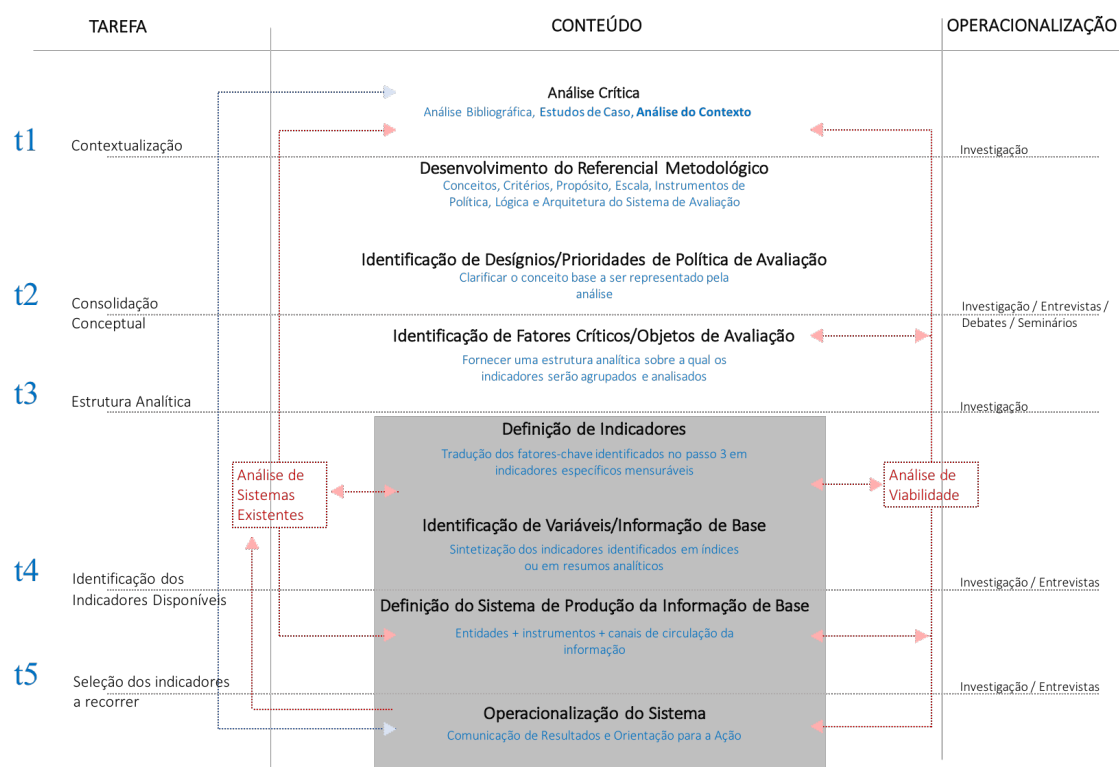 TAREFA
CONTEÚDO
OPERACIONALIZAÇÃO
Análise Crítica
Análise Bibliográfica, Estudos de Caso, Análise do Contexto
t1
Contextualização
Investigação
Desenvolvimento do Referencial Metodológico
Conceitos, Critérios, Propósito, Escala, Instrumentos de
Política, Lógica e Arquitetura do Sistema de Avaliação
Identificação de Desígnios/Prioridades de Política de Avaliação
Clarificar o conceito base a ser representado pela
análise
t2
Consolidação
Conceptual
Investigação / Entrevistas /
Debates / Seminários
Identificação de Fatores Críticos/Objetos de Avaliação
Fornecer uma estrutura analítica sobre a qual os
indicadores serão agrupados e analisados
t3
Estrutura Analítica
Investigação
Definição de Indicadores
Tradução dos fatores-chave identificados no passo 3 em
indicadores específicos mensuráveis
Análise de
Sistemas
Existentes
Análise de
Viabilidade
Identificação de Variáveis/Informação de Base
Sintetização dos indicadores identificados em índices
ou em resumos analíticos
t4
Identificação dos
Indicadores Disponíveis
Investigação / Entrevistas
Definição do Sistema de Produção da Informação de Base
Entidades + instrumentos + canais de circulação da
informação
t5
Seleção dos indicadores
a recorrer
Investigação / Entrevistas
Operacionalização do Sistema
Comunicação de Resultados e Orientação para a Ação